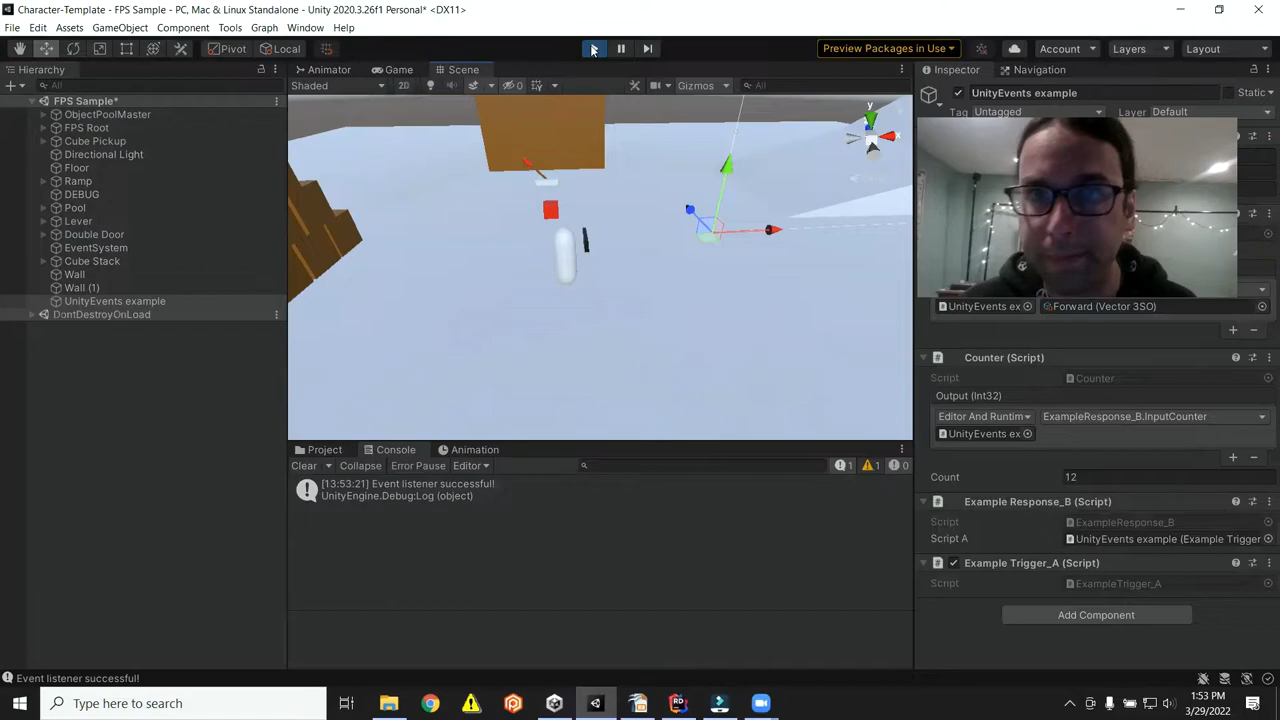 Character-Template - FPS Sample - PC, Mac & Linux Standalone - Unity 2020.3.26f1 Personal* <DX11>
File Edit Assets GameObject Component Tools Graph Window Help
Pivot Local Preview Packages in Use Account Layers Layout
Hierarchy Animator Game Scene Inspector Navigation
All Shaded 2D 0 Gizmos All UnityEvents example Static
FPS Sample* Tag Untagged Layer Default
ObjectPoolMaster
FPS Root
Cube Pickup
Directional Light
Floor
Ramp
DEBUG
Pool
Lever
Double Door
EventSystem
Cube Stack
Wall
Wall (1)
UnityEvents example
DontDestroyOnLoad
y
x
UnityEvents ex Forward (Vector 3SO)
Counter (Script)
Script Counter
Output (Int32)
Editor And Runtim ExampleResponse_B.InputCounter
UnityEvents ex
Count 12
Example Response_B (Script)
Script ExampleResponse_B
Script A UnityEvents example (Example Trigger
Example Trigger_A (Script)
Script ExampleTrigger_A
Add Component
Project Console Animation
Clear Collapse Error Pause Editor 1 1 0
[13:53:21] Event listener successful!
UnityEngine.Debug:Log (object)
Event listener successful!
Type here to search
1:53 PM
3/29/2022